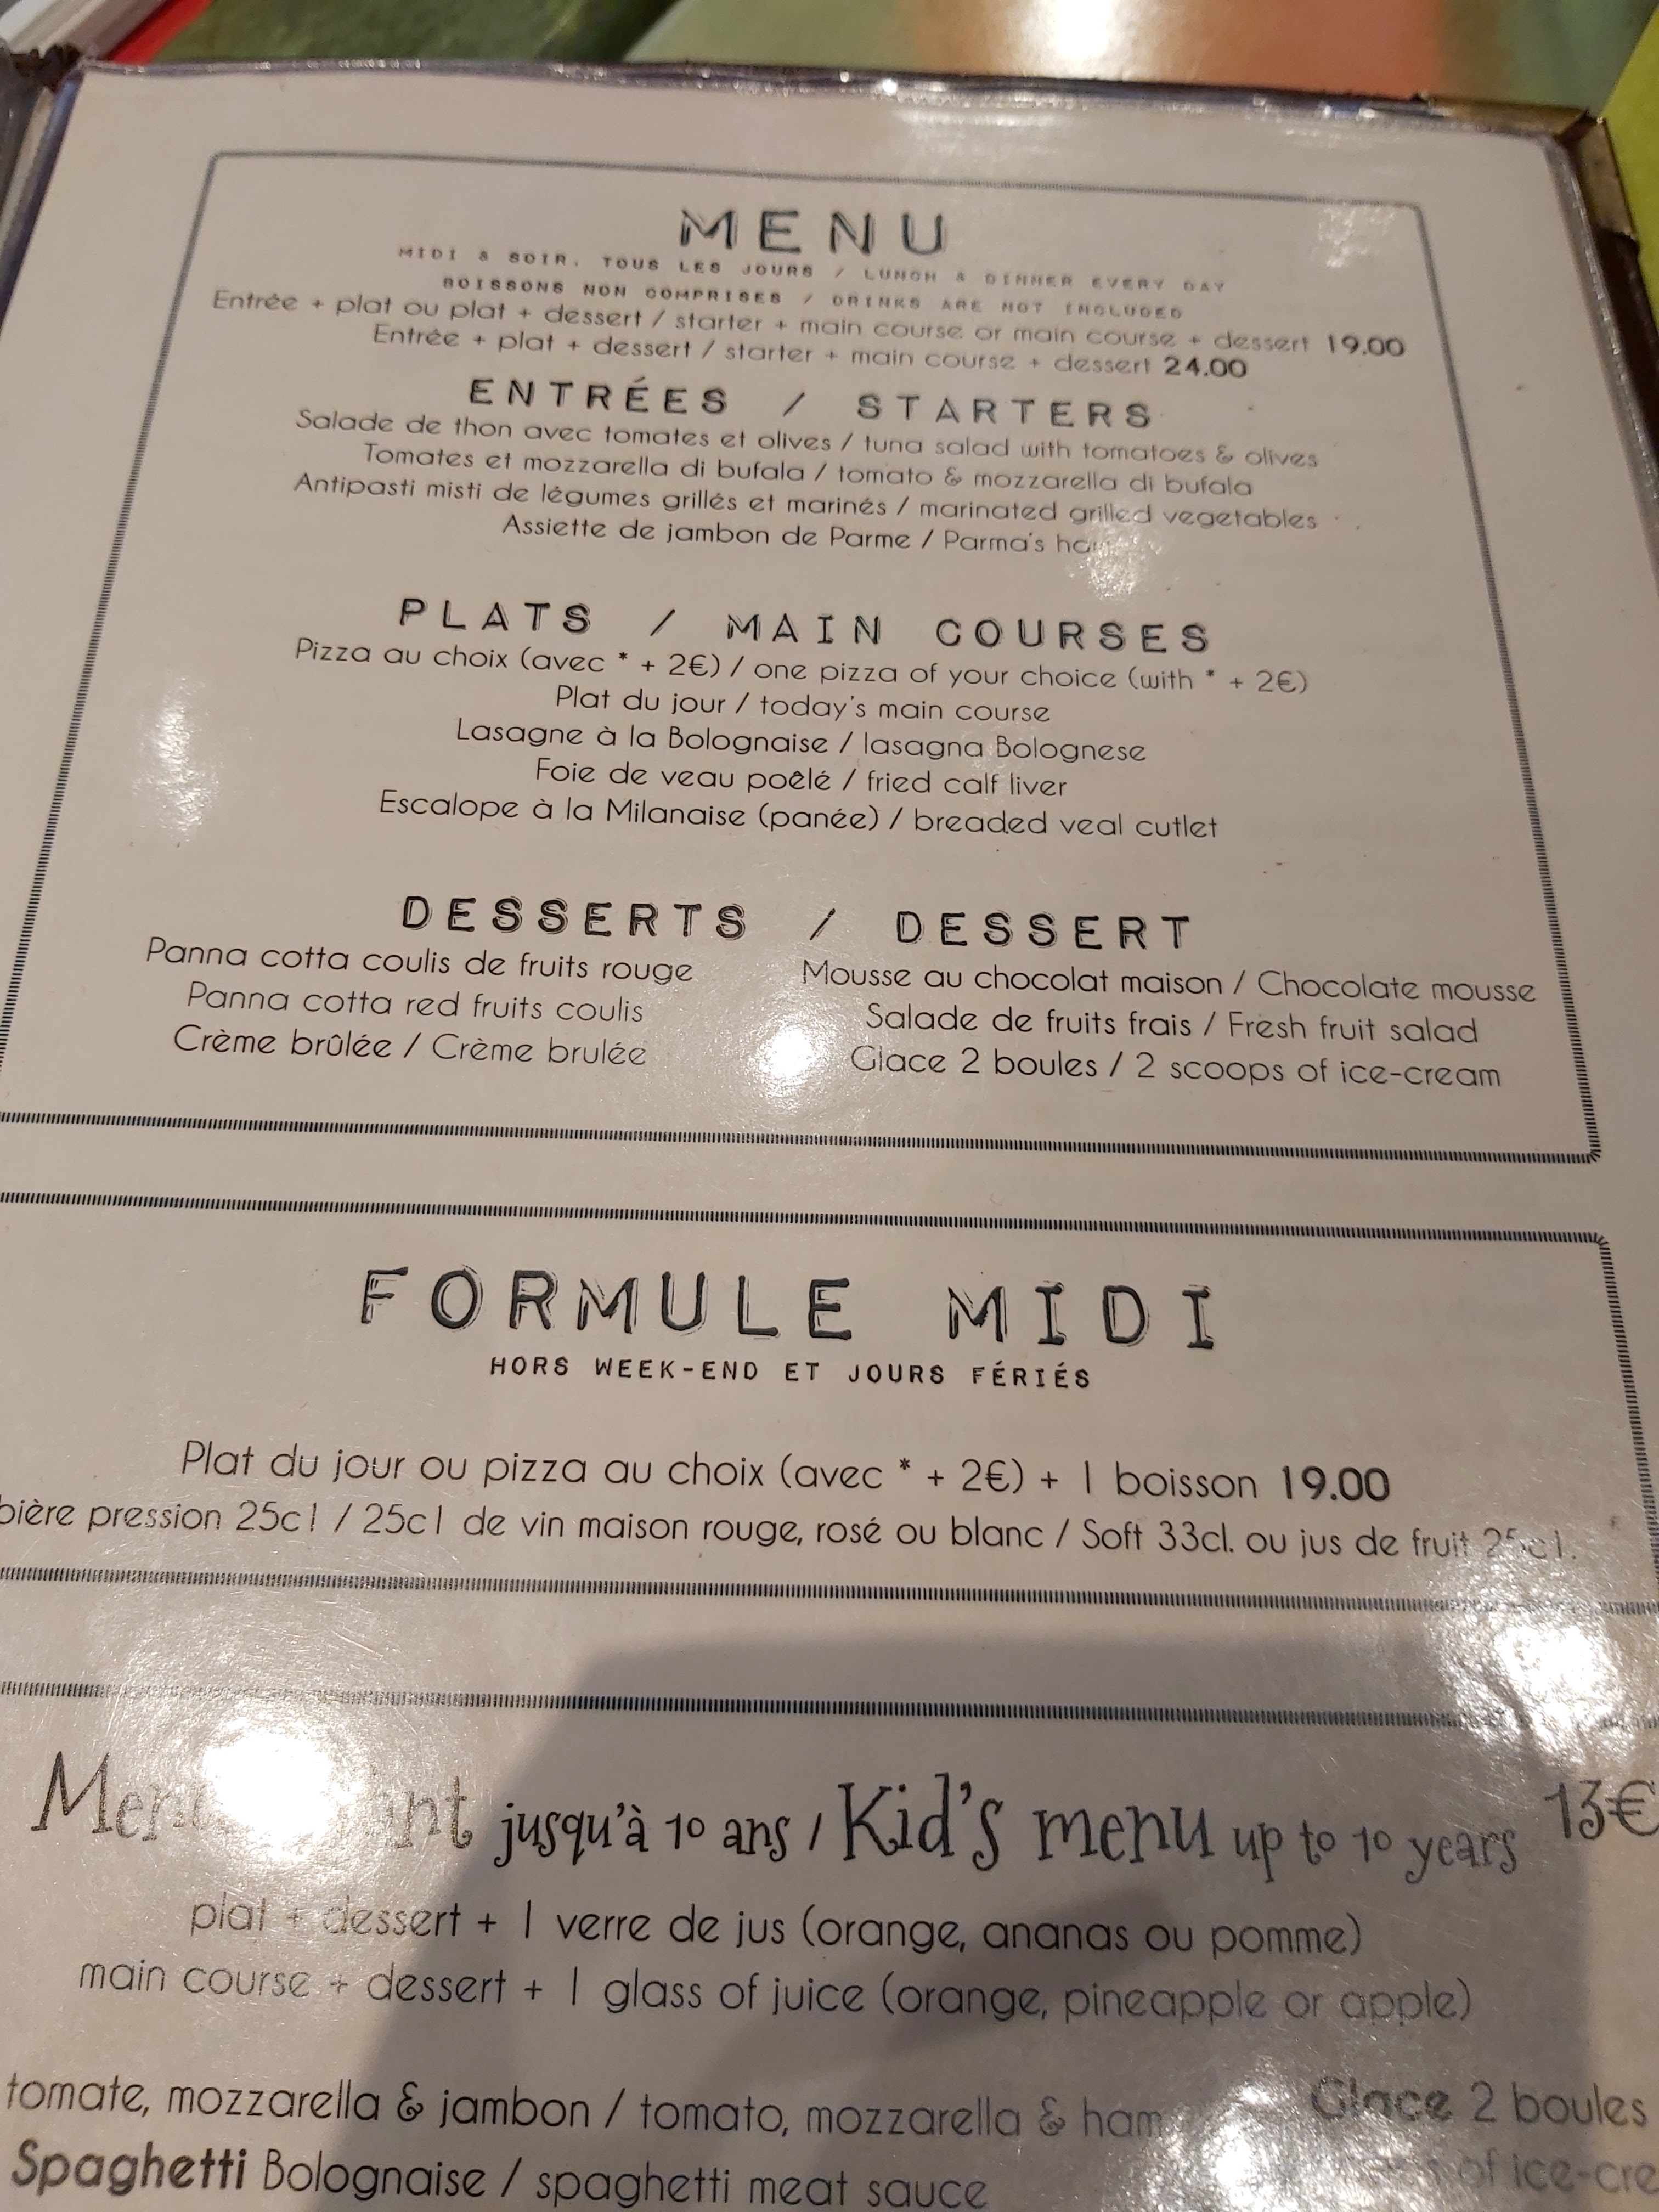 MENU
MIDI & SOIR. TOUS LES JOURS / LUNCH & DINNER EVERY DAY
BOISSONS NON COMPRISES / DRINKS ARE NOT INCLUDED
Entrée + plat ou plat + dessert / starter + main course or main course + dessert 19.00
Entrée + plat + dessert / starter + main course + dessert 24.00
ENTRÉES / STARTERS
Salade de thon avec tomates et olives / tuna salad with tomatoes & olives
Tomates et mozzarella di bufala / tomato & mozzarella di bufala
Antipasti misti de légumes grillés et marinés / marinated grilled vegetables
Assiette de jambon de Parme / Parma's
PLATS / MAIN COURSES
Pizza au choix (avec * + 2€) / one pizza of your choice (with * + 2€)
Plat du jour / today's main course
Lasagne à la Bolognaise / lasagna Bolognese
Foie de veau poêlé / fried calf liver
Escalope à la Milanaise (panée) / breaded veal cutlet
DESSERTS / DESSERT
Panna cotta coulis de fruits rouge
Panna cotta red fruits coulis
Crème brûlée / Crème brulée
Mousse au chocolat maison / Chocolate mousse
Salade de fruits frais / Fresh fruit salad
Glace 2 boules / 2 scoops of ice-cream
FORMULE MIDI
HORS WEEK-END ET JOURS FÉRIÉS
Plat du jour ou pizza au choix (avec * + 2€) + 1 boisson 19.00
bière pression 25cl / 25cl de vin maison rouge, rosé ou blanc / Soft 33cl. ou jus de fruit 25cl.
jusqu'à 10 ans / Kid's menu up to 10 years 13€
plat + dessert + 1 verre de jus (orange, ananas ou pomme)
main course + dessert + 1 glass of juice (orange, pineapple or apple)
tomate, mozzarella & jambon / tomato, mozzarella & ham
Spaghetti Bolognaise / spaghetti meat sauce
Glace 2 boules
of